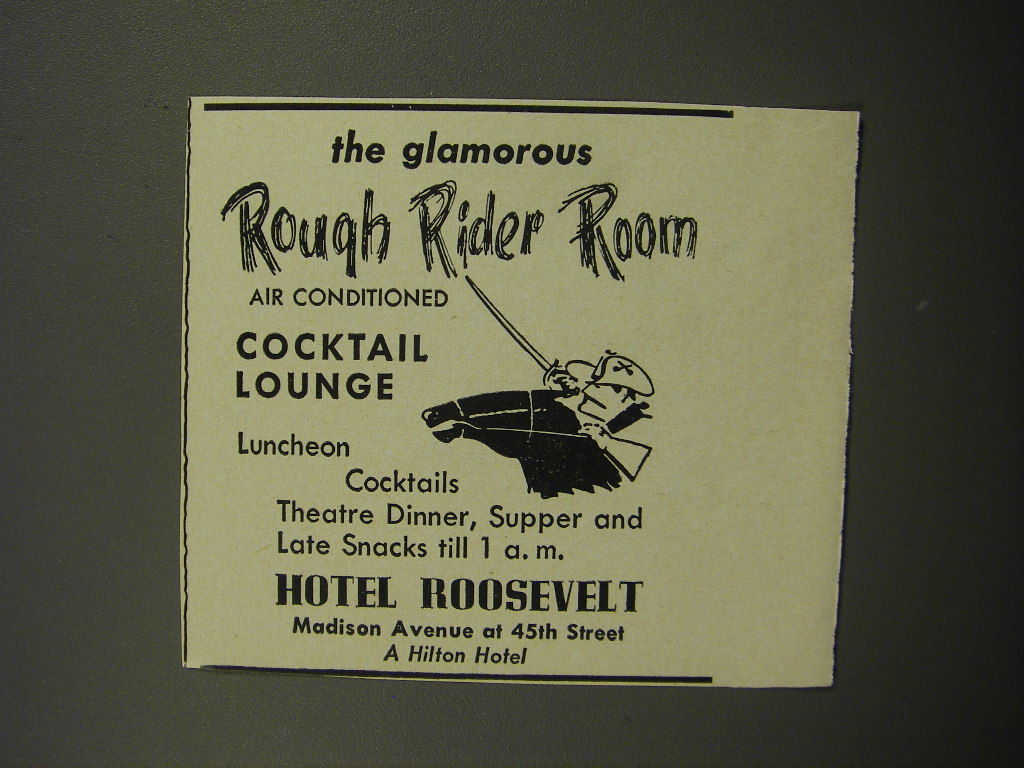 the glamorous
Rough Rider Room
AIR CONDITIONED
COCKTAIL
LOUNGE
Luncheon
Cocktails
Theatre Dinner, Supper and
Late Snacks till 1 a.m.
HOTEL ROOSEVELT
Madison Avenue at 45th Street
A Hilton Hotel